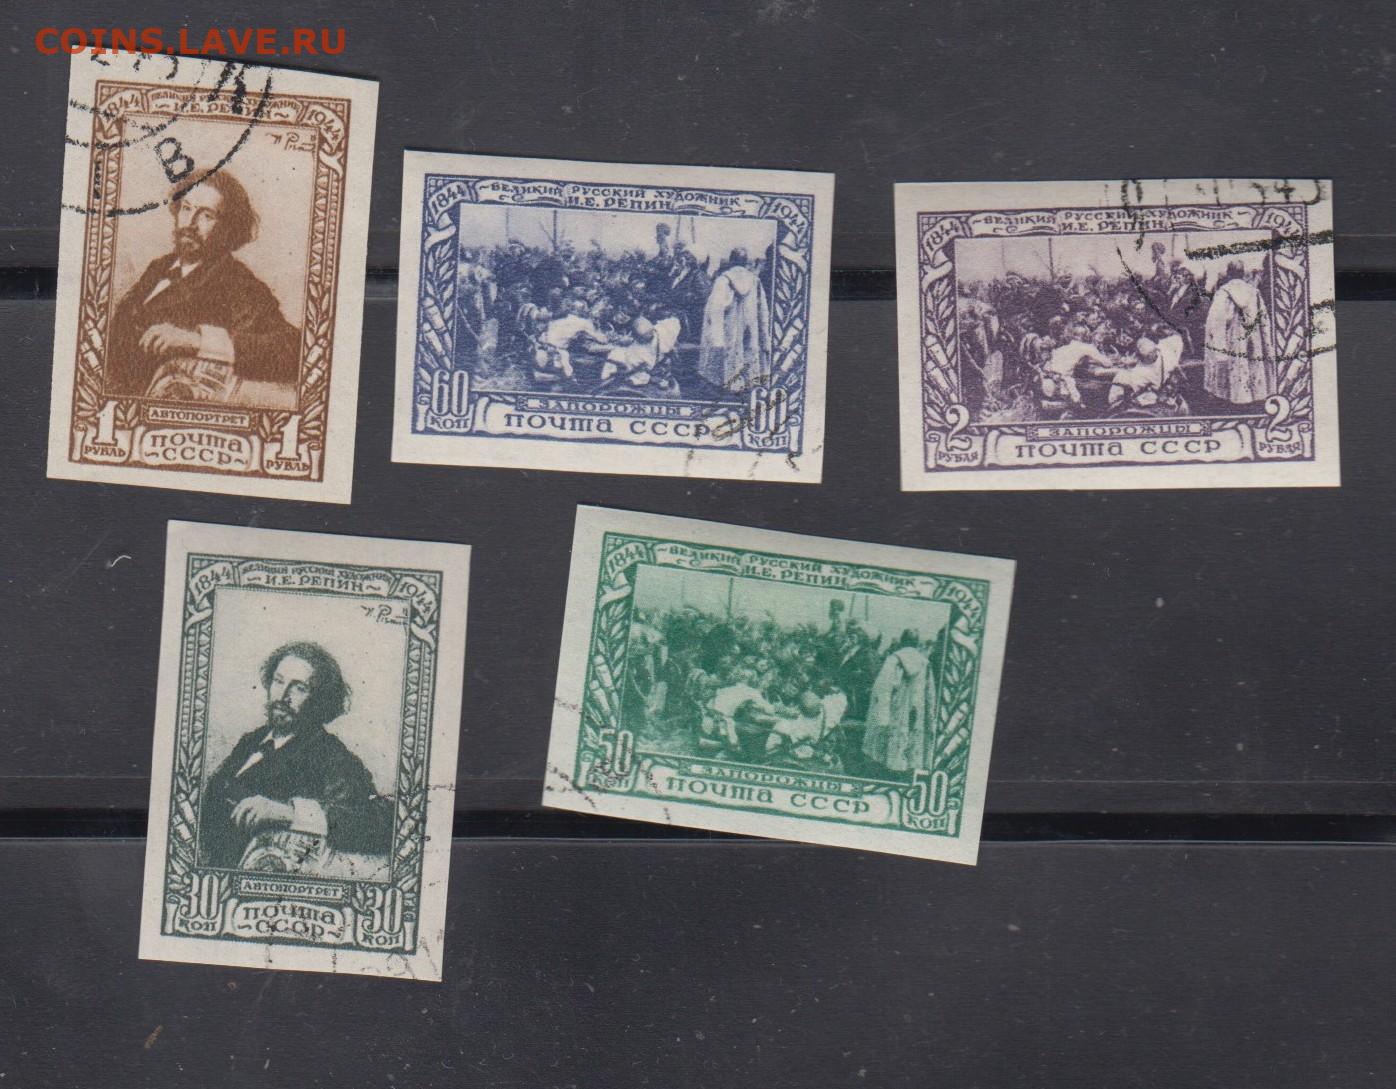 COINS.LAVE.RU
1844 ВЕЛИКИЙ РУССКИЙ ХУДОЖНИК 1944
И.Е. РЕПИН
АВТОПОРТРЕТ
1 РУБЛЬ ПОЧТА СССР 1 РУБЛЬ
В
1844 ВЕЛИКИЙ РУССКИЙ ХУДОЖНИК 1944
И.Е. РЕПИН
ЗАПОРОЖЦЫ
60 КОП ПОЧТА СССР 60 КОП
1844 ВЕЛИКИЙ РУССКИЙ ХУДОЖНИК 1944
И.Е. РЕПИН
ЗАПОРОЖЦЫ
2 РУБЛЯ ПОЧТА СССР 2 РУБЛЯ
1844 ВЕЛИКИЙ РУССКИЙ ХУДОЖНИК 1944
И.Е. РЕПИН
АВТОПОРТРЕТ
30 КОП ПОЧТА СССР 30 КОП
1844 ВЕЛИКИЙ РУССКИЙ ХУДОЖНИК 1944
И.Е. РЕПИН
ЗАПОРОЖЦЫ
50 КОП ПОЧТА СССР 50 КОП